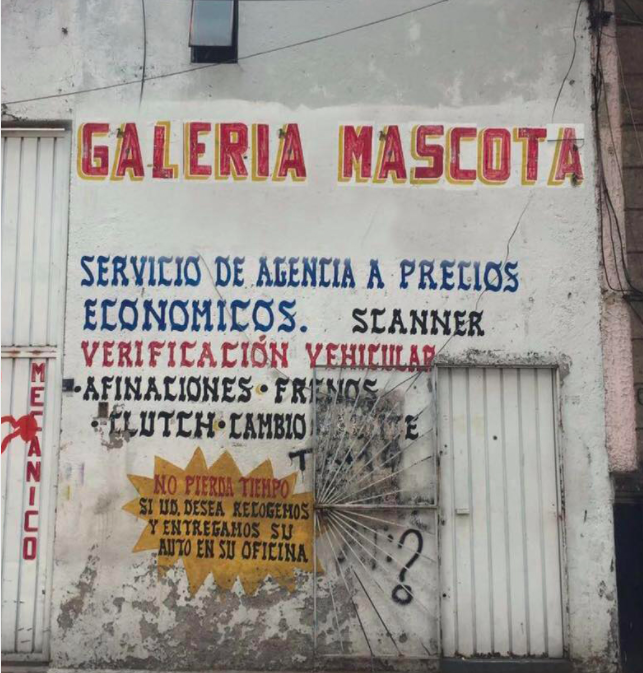 GALERIA MASCOTA
SERVICIO DE AGENCIA A PRECIOS
ECONOMICOS. SCANNER
VERIFICACIÓN VEHICULAR
•AFINACIONES•FRENOS
•CLUTCH•CAMBIO
MECANICO
NO PIERDA TIEMPO
SI UD. DESEA RECOGEMOS
Y ENTREGAMOS SU
AUTO EN SU OFICINA
?